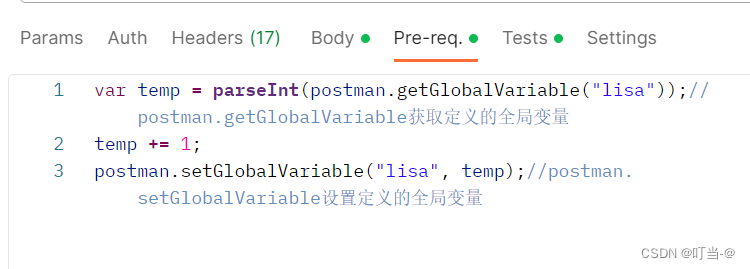 Params Auth Headers (17) Body Pre-req. Tests Settings
1 var temp = parseInt(postman.getGlobalVariable("lisa"));//
postman.getGlobalVariable获取定义的全局变量
2 temp += 1;
3 postman.setGlobalVariable("lisa", temp);//postman.
setGlobalVariable设置定义的全局变量
CSDN @叮当-@